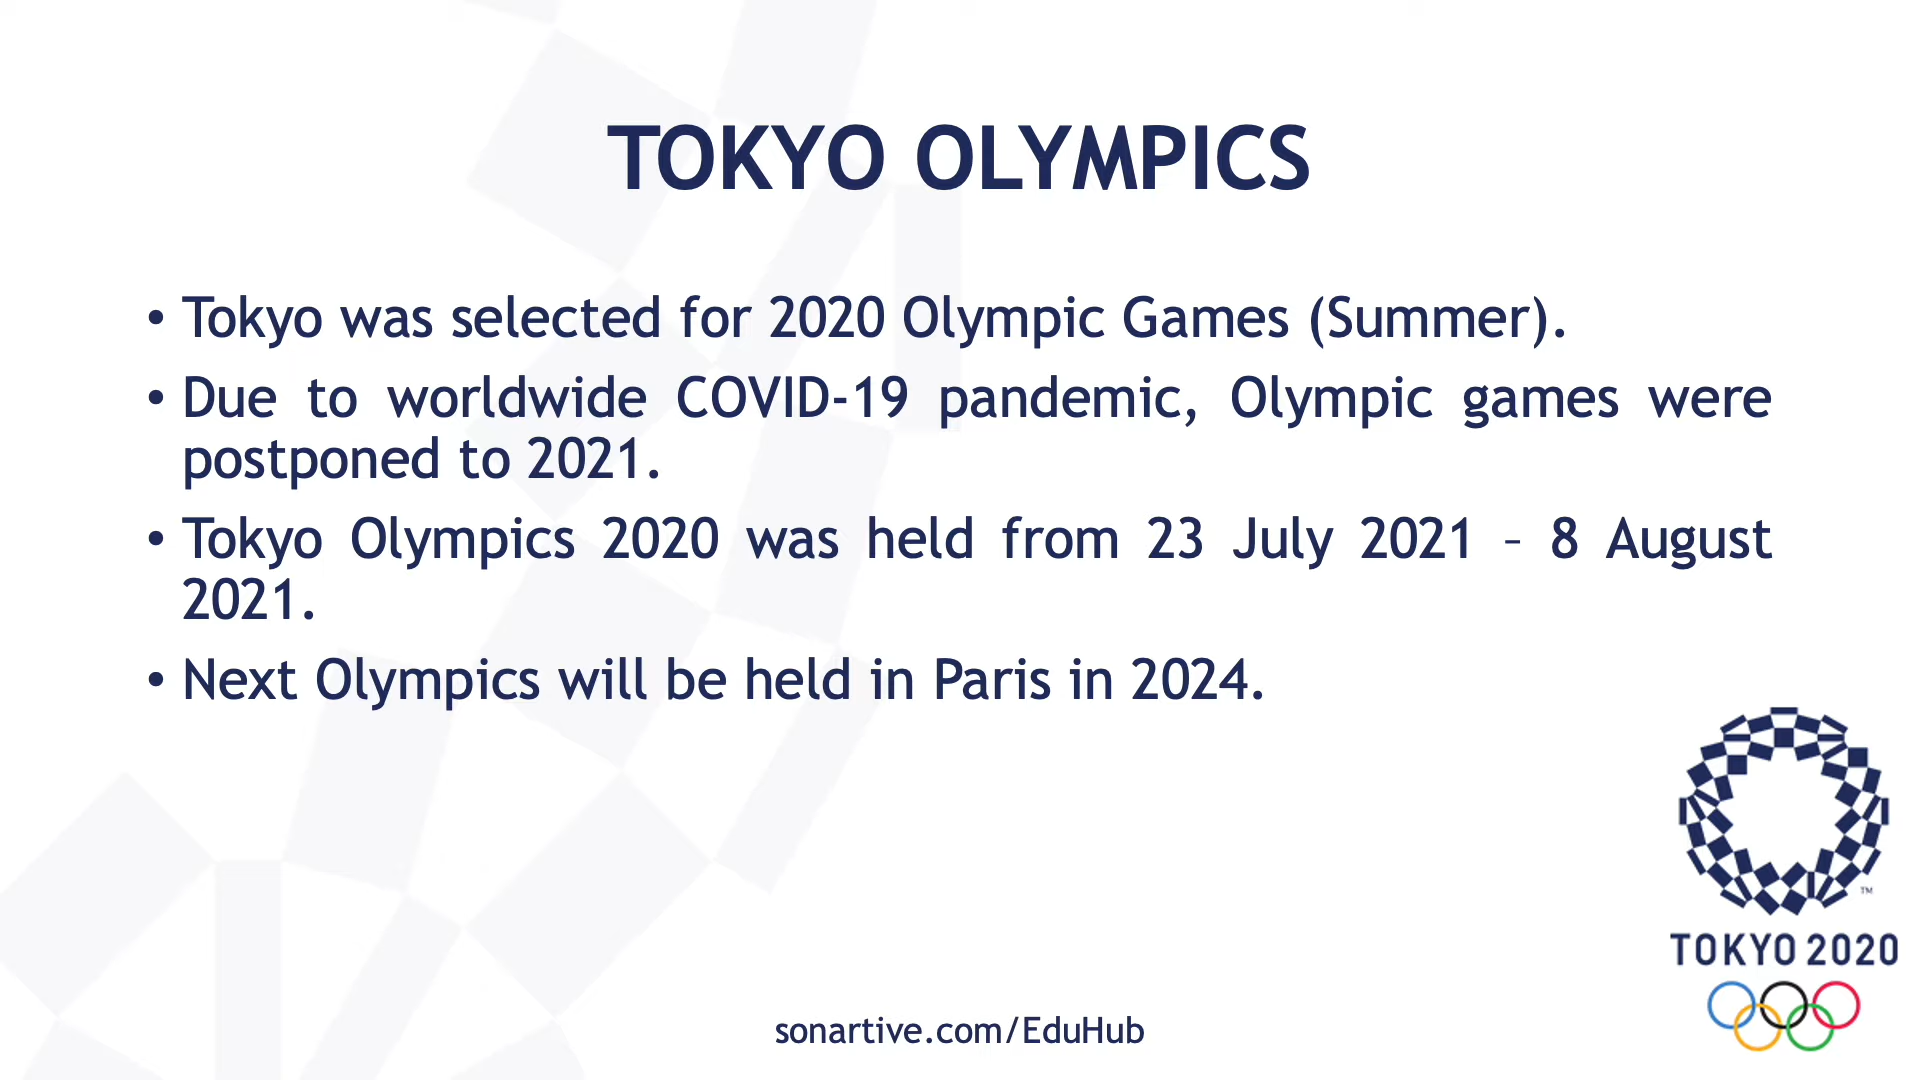 TOKYO OLYMPICS
• Tokyo was selected for 2020 Olympic Games (Summer).
• Due to worldwide COVID-19 pandemic, Olympic games were
postponed to 2021.
• Tokyo Olympics 2020 was held from 23 July 2021 – 8 August
2021.
• Next Olympics will be held in Paris in 2024.
TM
TOKYO 2020
sonartive.com/EduHub